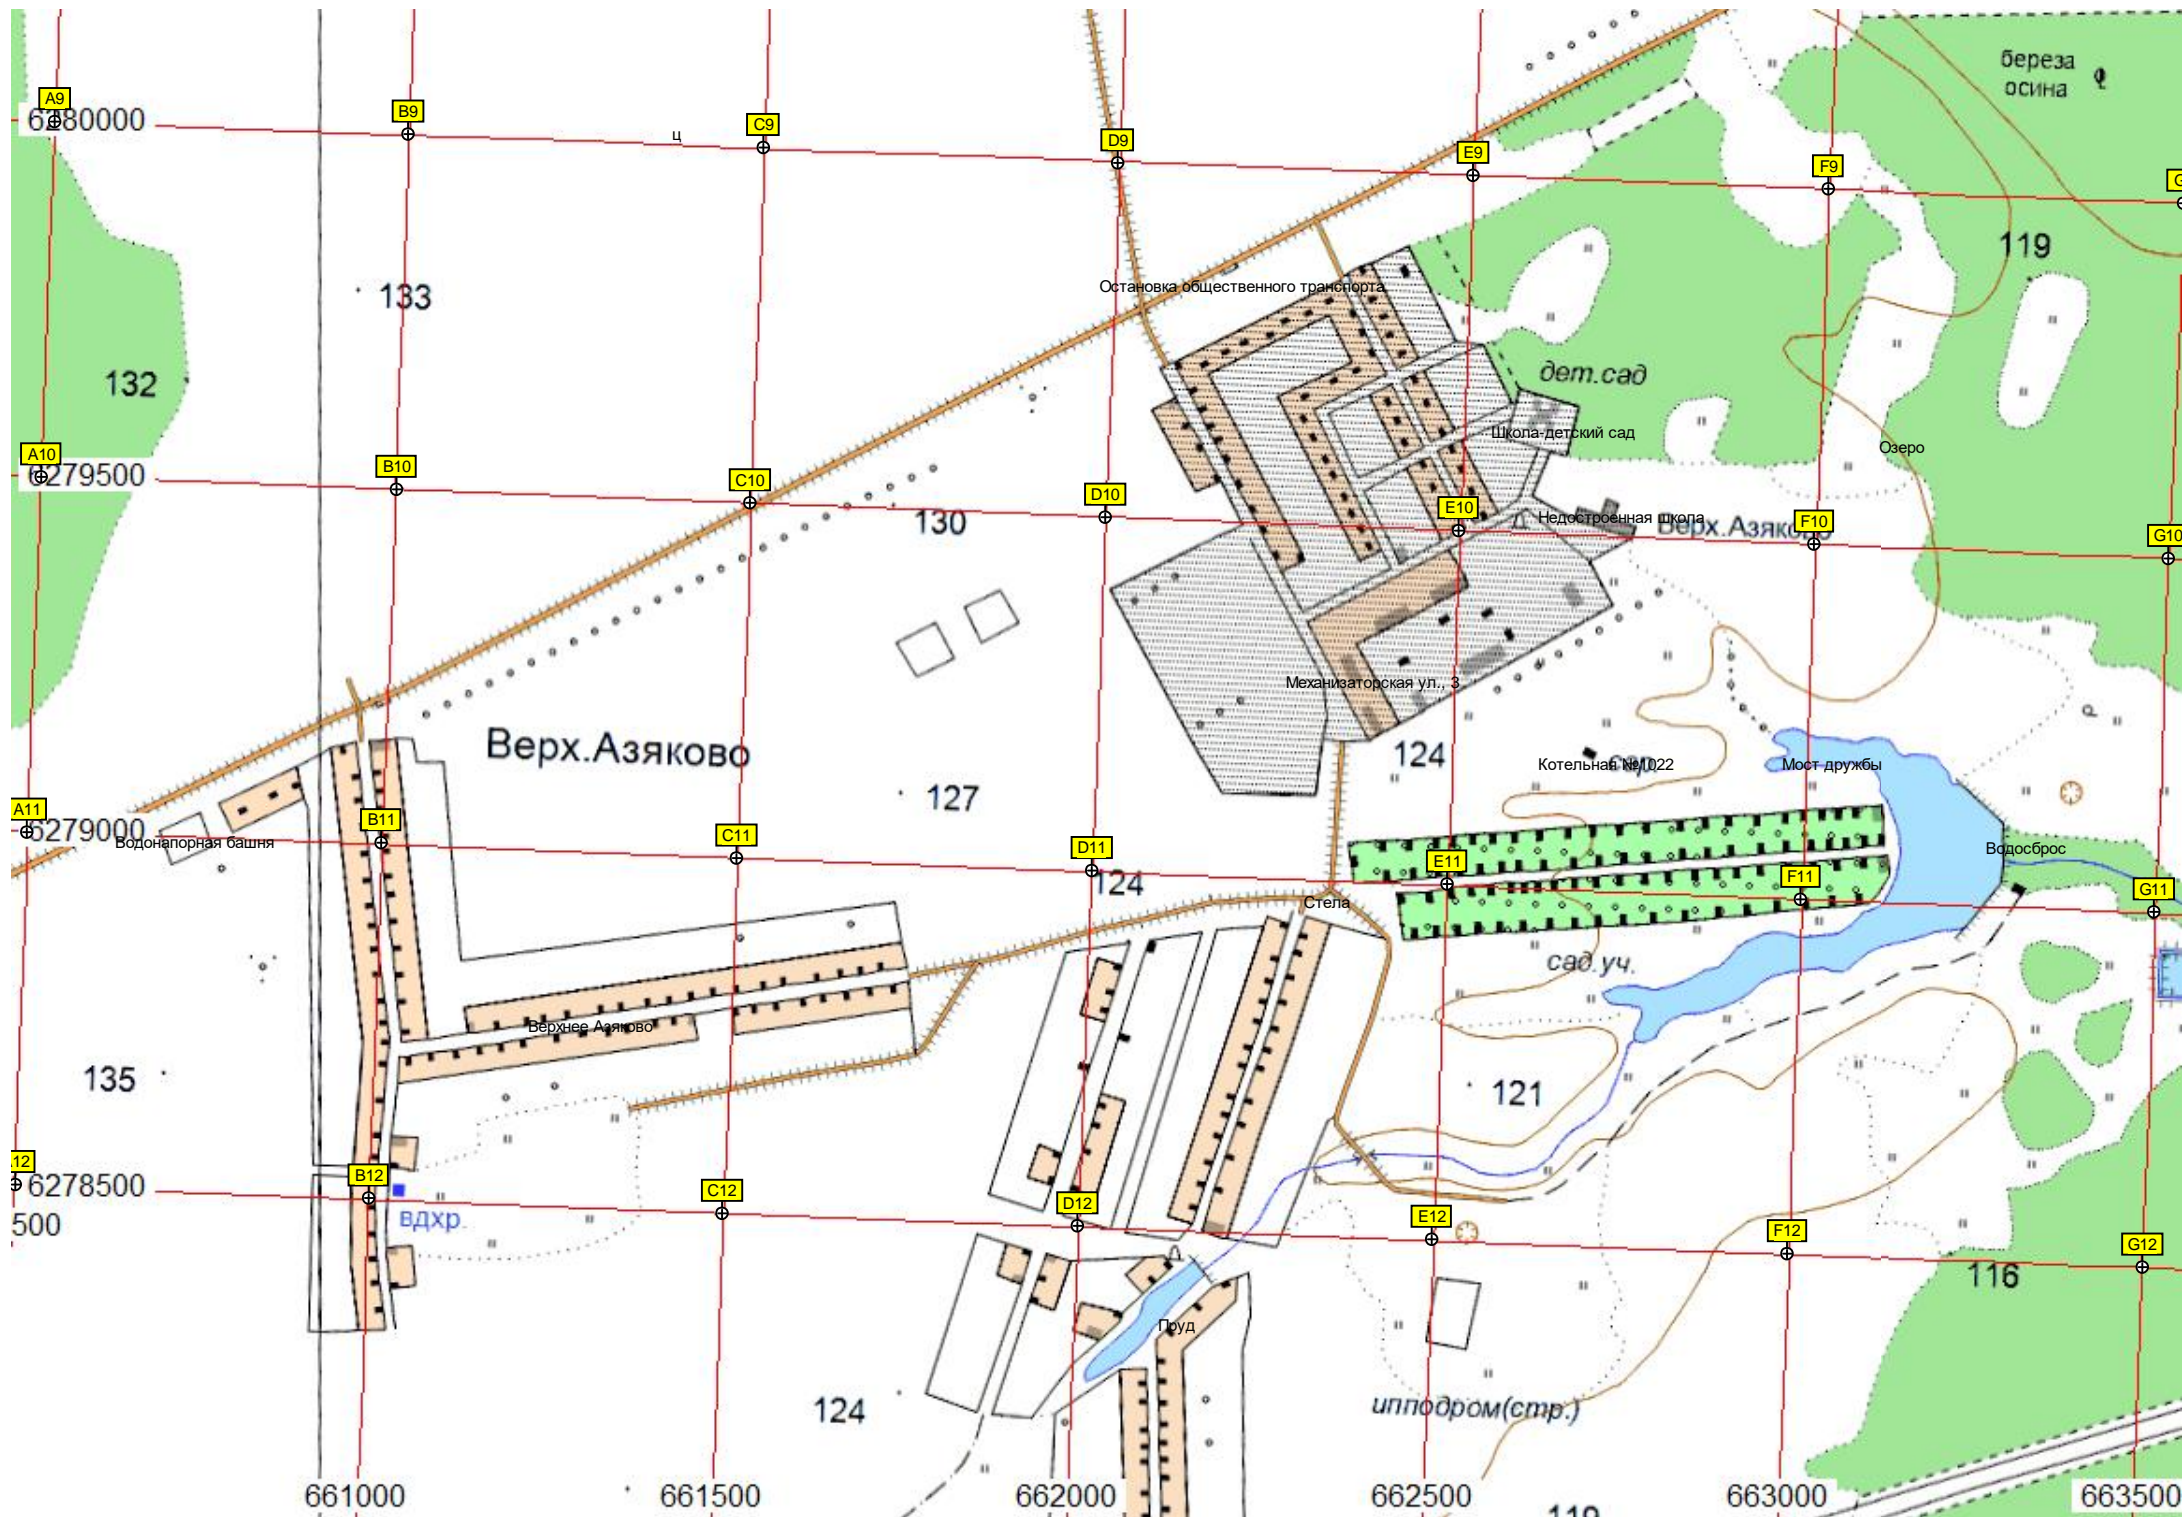 береза
осина
A9
B9
C9
D9
E9
F9
G
6280000
ц
119
133
Остановка общественного транспорта
132
дет.сад
Школа-детский сад
Озеро
A10
B10
C10
D10
E10
F10
G10
6279500
130
Недостроенная школа
Верх.Азяково
Механизаторская ул., 3
Верх.Азяково
124
Котельная №1022
Мост дружбы
127
A11
B11
C11
D11
E11
F11
G11
6279000
Водонапорная башня
Водосброс
124
Стела
сад.уч.
Верхнее Азяково
135
121
12
B12
C12
D12
E12
F12
G12
6278500
500
вдхр.
116
Пруд
124
ипподром(стр.)
661000
661500
662000
662500
663000
663500